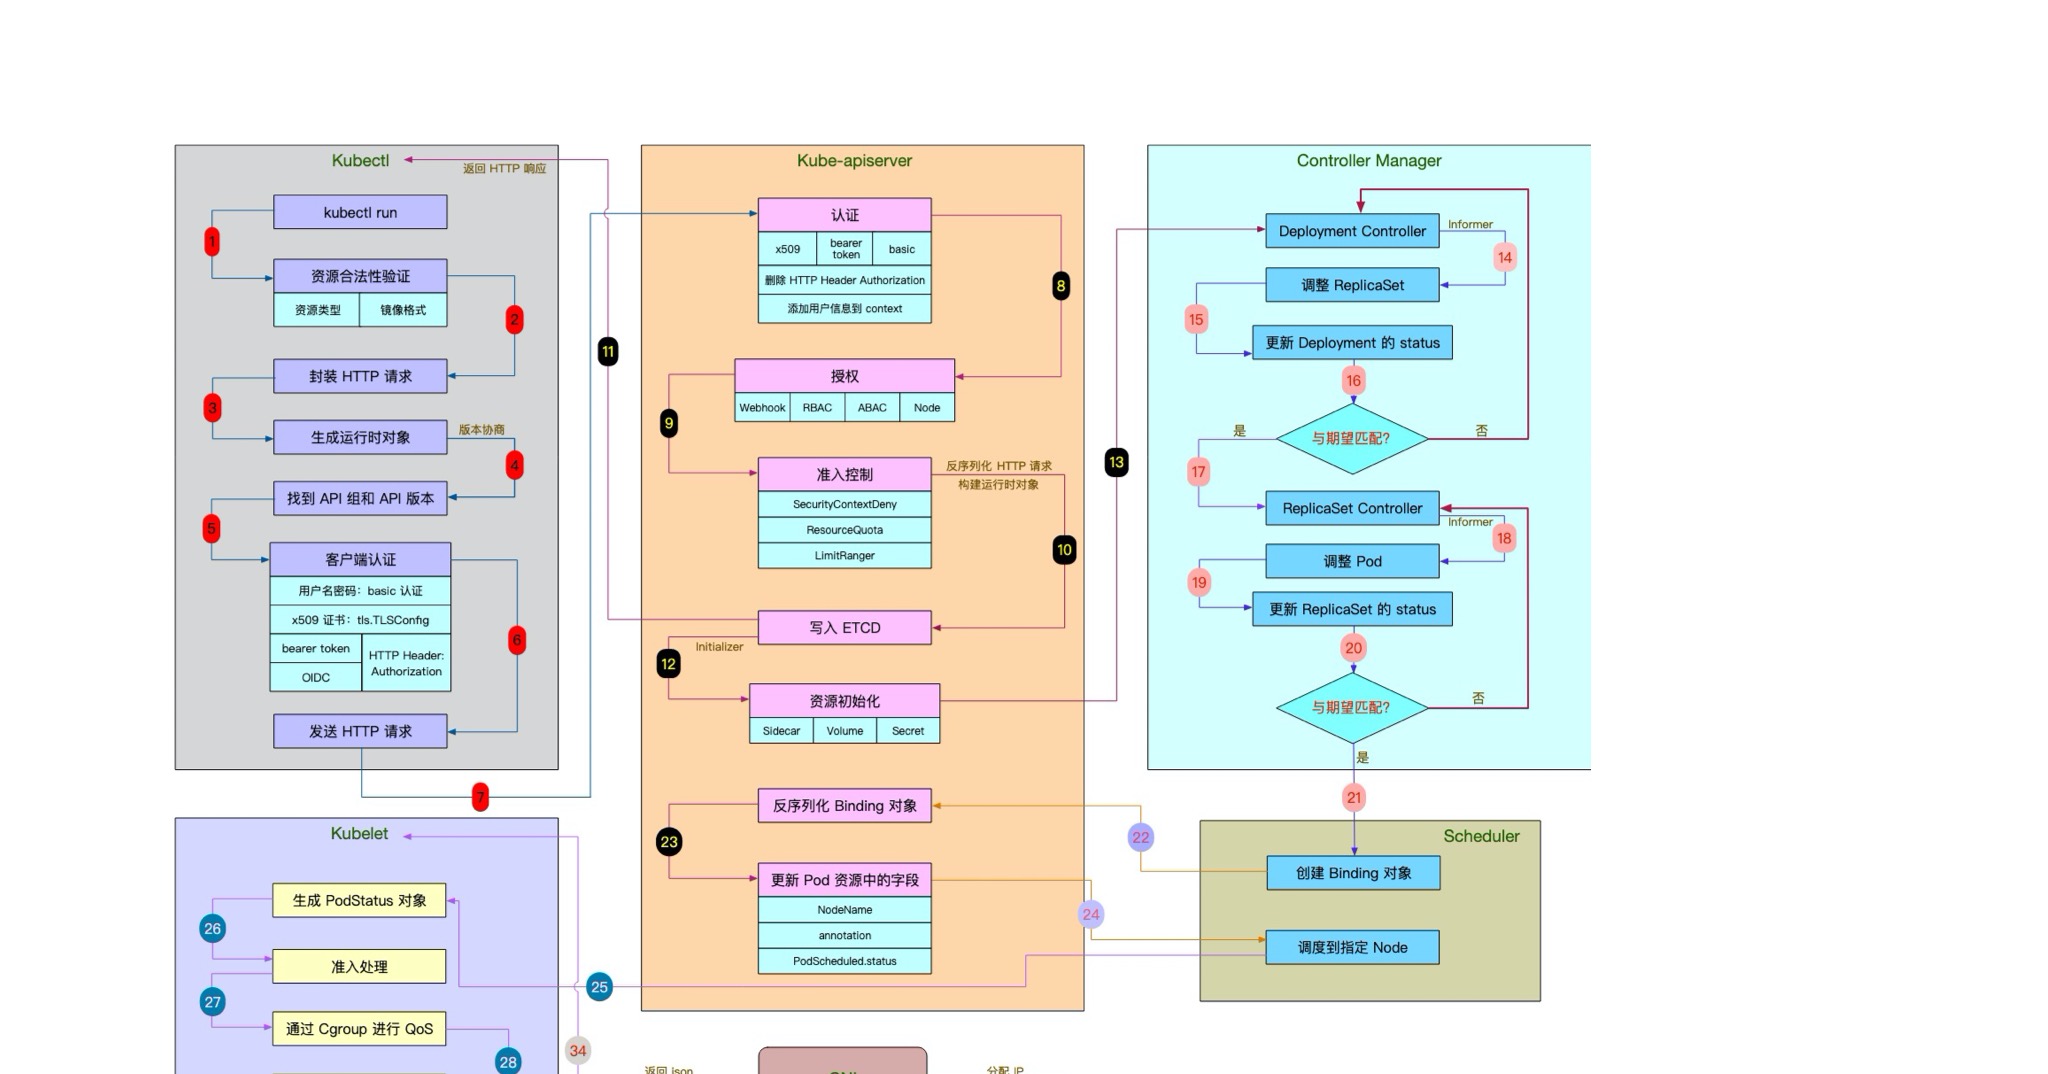 Kubectl
返回 HTTP 响应
kubectl run
1
资源合法性验证
资源类型
镜像格式
2
封装 HTTP 请求
3
生成运行时对象
版本协商
4
找到 API 组和 API 版本
5
客户端认证
用户名密码：basic 认证
x509 证书：tls.TLSConfig
bearer token
OIDC
HTTP Header:
Authorization
6
发送 HTTP 请求
7
Kube-apiserver
认证
x509
bearer
token
basic
删除 HTTP Header Authorization
添加用户信息到 context
8
11
授权
Webhook
RBAC
ABAC
Node
9
准入控制
反序列化 HTTP 请求
构建运行时对象
SecurityContextDeny
ResourceQuota
LimitRanger
10
写入 ETCD
Initializer
12
资源初始化
Sidecar
Volume
Secret
13
反序列化 Binding 对象
23
更新 Pod 资源中的字段
NodeName
annotation
PodScheduled.status
Controller Manager
Deployment Controller
Informer
14
调整 ReplicaSet
15
更新 Deployment 的 status
16
与期望匹配?
是
否
17
ReplicaSet Controller
Informer
18
调整 Pod
19
更新 ReplicaSet 的 status
20
与期望匹配?
否
是
21
Scheduler
22
创建 Binding 对象
24
调度到指定 Node
Kubelet
生成 PodStatus 对象
26
准入处理
25
27
通过 Cgroup 进行 QoS
28
34
返回 json
分配 IP